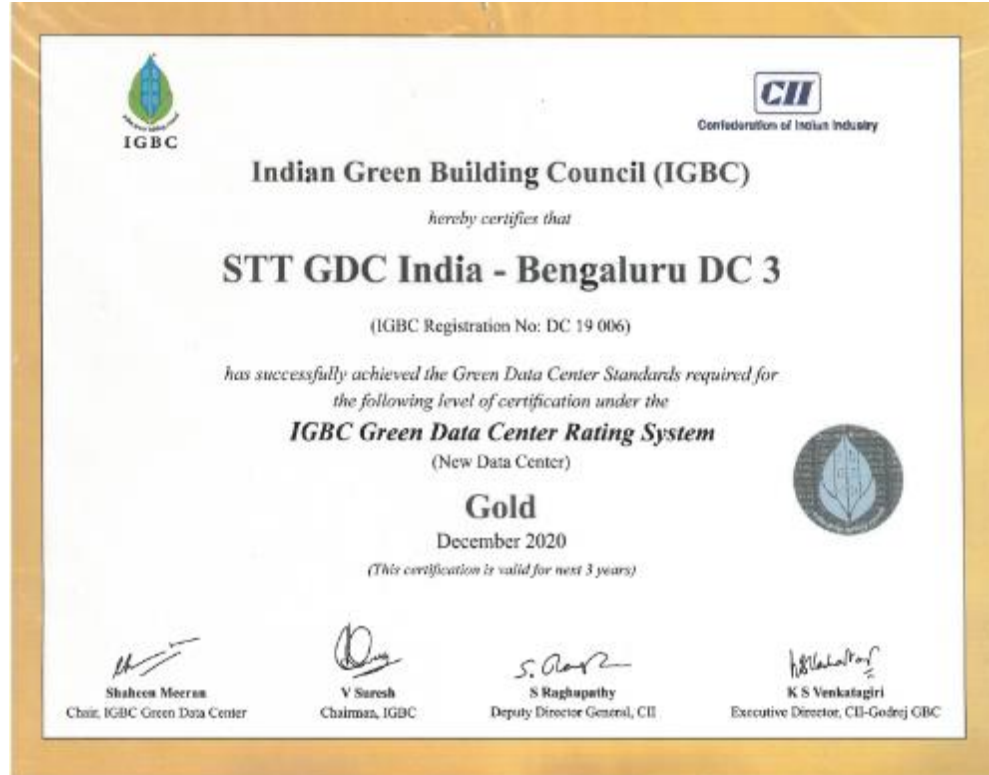 IGBC
CII
Confederation of Indian Industry
Indian Green Building Council (IGBC)
hereby certifies that
STT GDC India - Bengaluru DC 3
(IGBC Registration No: DC 19 006)
has successfully achieved the Green Data Center Standards required for
the following level of certification under the
IGBC Green Data Center Rating System
(New Data Center)
Gold
December 2020
(This certification is valid for next 3 years)
Shaheen Meeran
Chair, IGBC Green Data Center
V Suresh
Chairman, IGBC
S Raghupathy
Deputy Director General, CII
K S Venkatagiri
Executive Director, CII-Godrej GBC